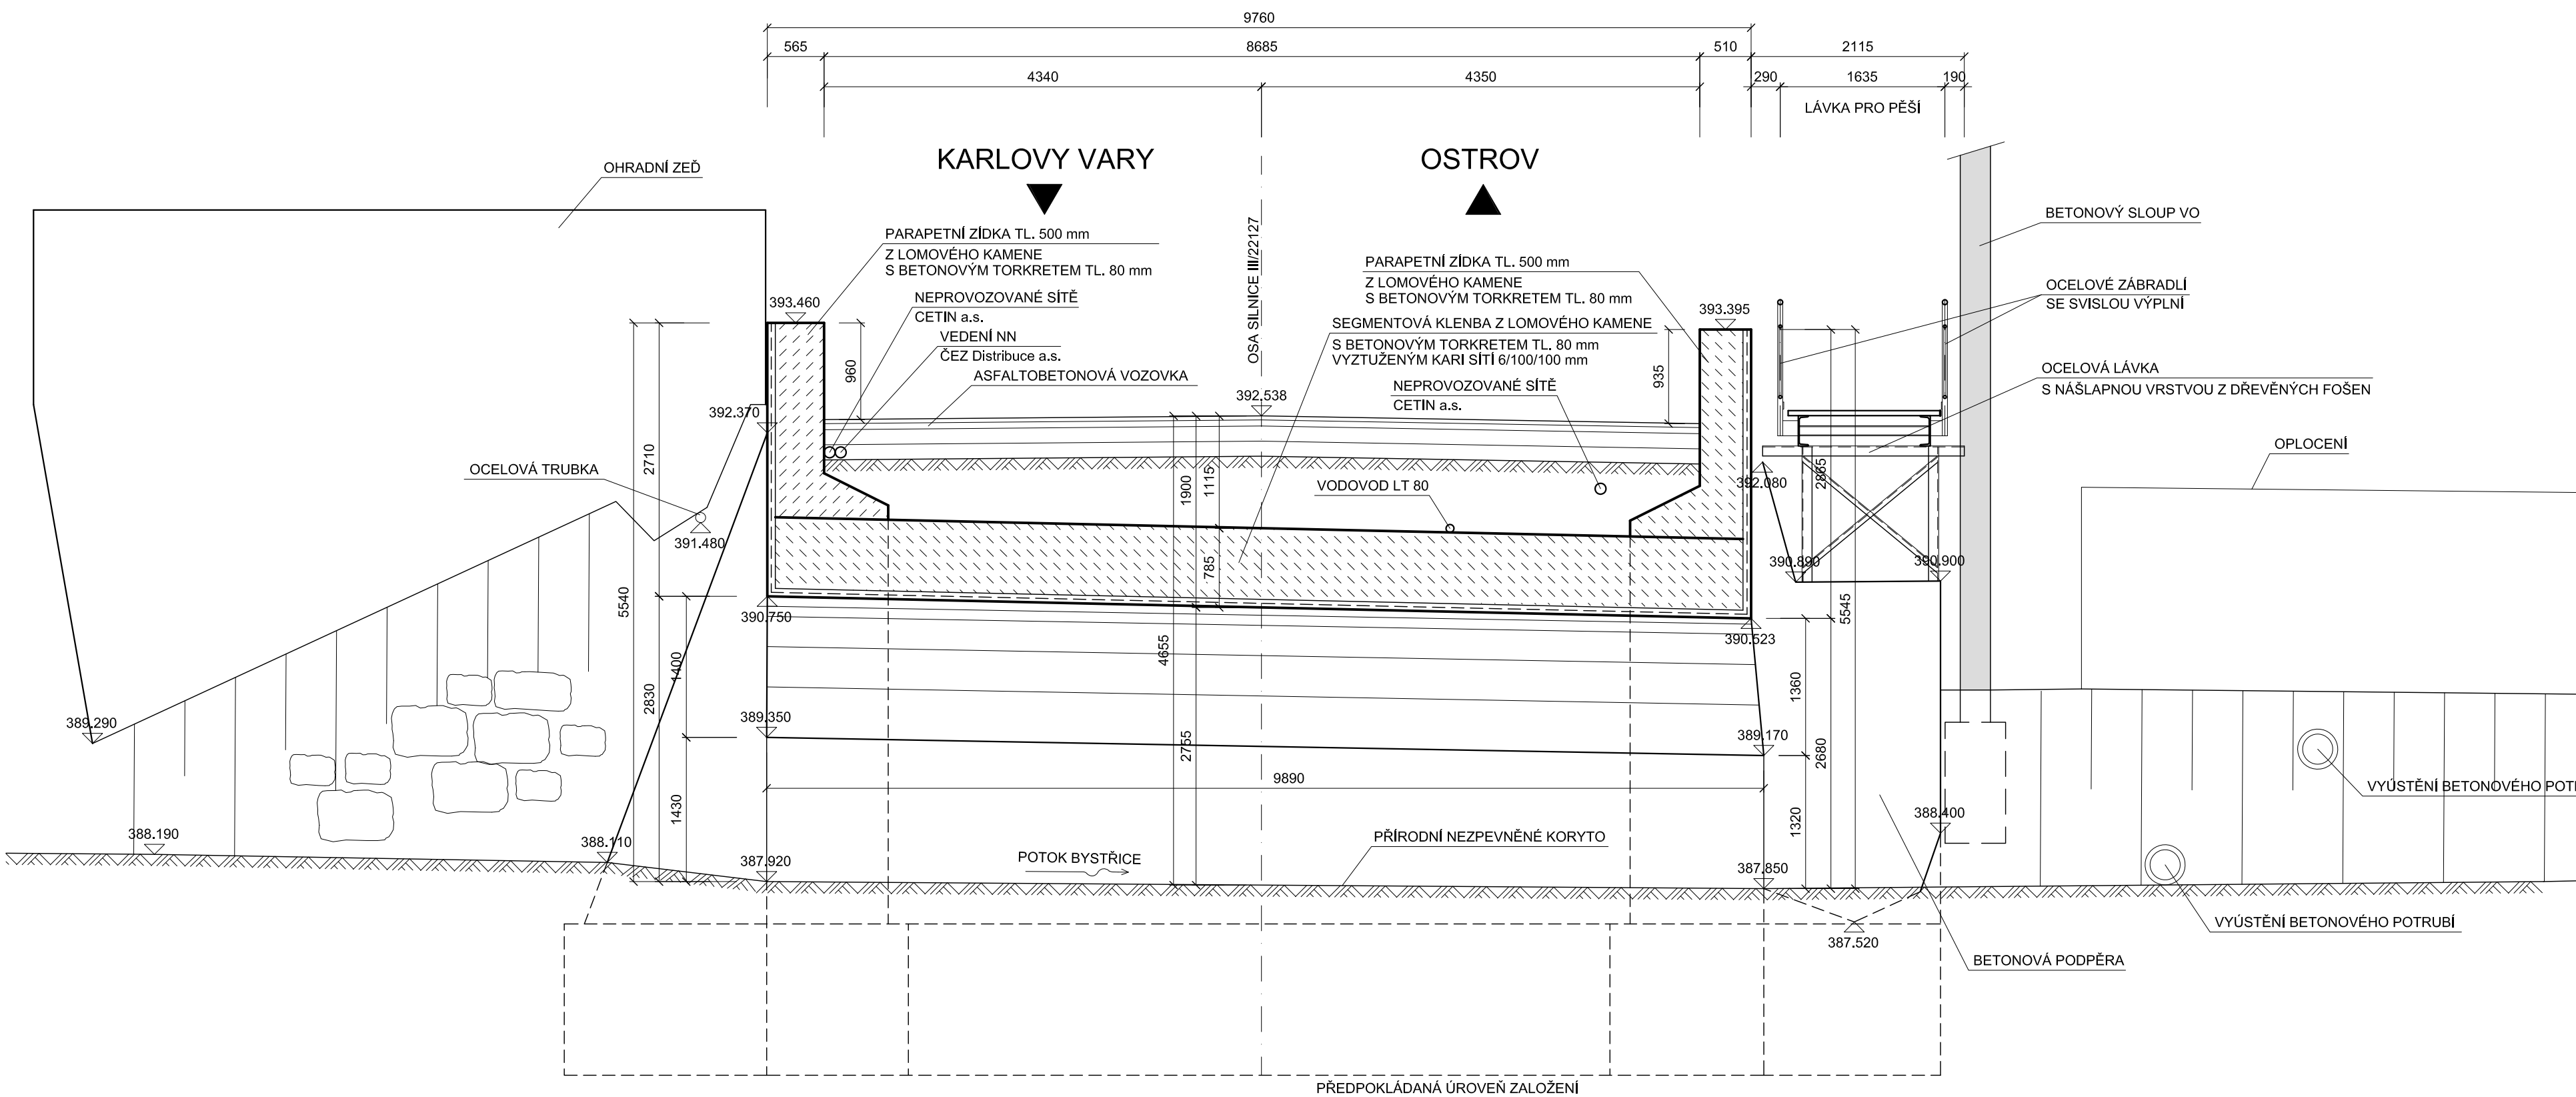 9760
565
8685
510
2115
4340
4350
290
1635
190
LÁVKA PRO PĚŠÍ
KARLOVY VARY
OSTROV
OHRADNÍ ZEĎ
OSA SILNICE III/22127
BETONOVÝ SLOUP VO
PARAPETNÍ ZÍDKA TL. 500 mm
Z LOMOVÉHO KAMENE
S BETONOVÝM TORKRETEM TL. 80 mm
PARAPETNÍ ZÍDKA TL. 500 mm
Z LOMOVÉHO KAMENE
S BETONOVÝM TORKRETEM TL. 80 mm
OCELOVÉ ZÁBRADLÍ
SE SVISLOU VÝPLNÍ
NEPROVOZOVANÉ SÍTĚ
CETIN a.s.
393.460
393.395
SEGMENTOVÁ KLENBA Z LOMOVÉHO KAMENE
S BETONOVÝM TORKRETEM TL. 80 mm
VYZTUŽENÝM KARI SÍTÍ 6/100/100 mm
VEDENÍ NN
ČEZ Distribuce a.s.
ASFALTOBETONOVÁ VOZOVKA
960
935
NEPROVOZOVANÉ SÍTĚ
CETIN a.s.
OCELOVÁ LÁVKA
S NÁŠLAPNOU VRSTVOU Z DŘEVĚNÝCH FOŠEN
392.538
392.370
OPLOCENÍ
OCELOVÁ TRUBKA
2710
1900
1115
VODOVOD LT 80
392.080
2865
391.480
785
390.890
390.900
5540
5545
390.750
390.523
4655
1400
2830
1360
389.290
389.350
2755
389.170
2680
9890
VYÚSTĚNÍ BETONOVÉHO POT
1430
1320
388.190
388.110
388.400
PŘÍRODNÍ NEZPEVNĚNÉ KORYTO
POTOK BYSTŘICE
387.920
387.850
VYÚSTĚNÍ BETONOVÉHO POTRUBÍ
387.520
BETONOVÁ PODPĚRA
PŘEDPOKLÁDANÁ ÚROVEŇ ZALOŽENÍ